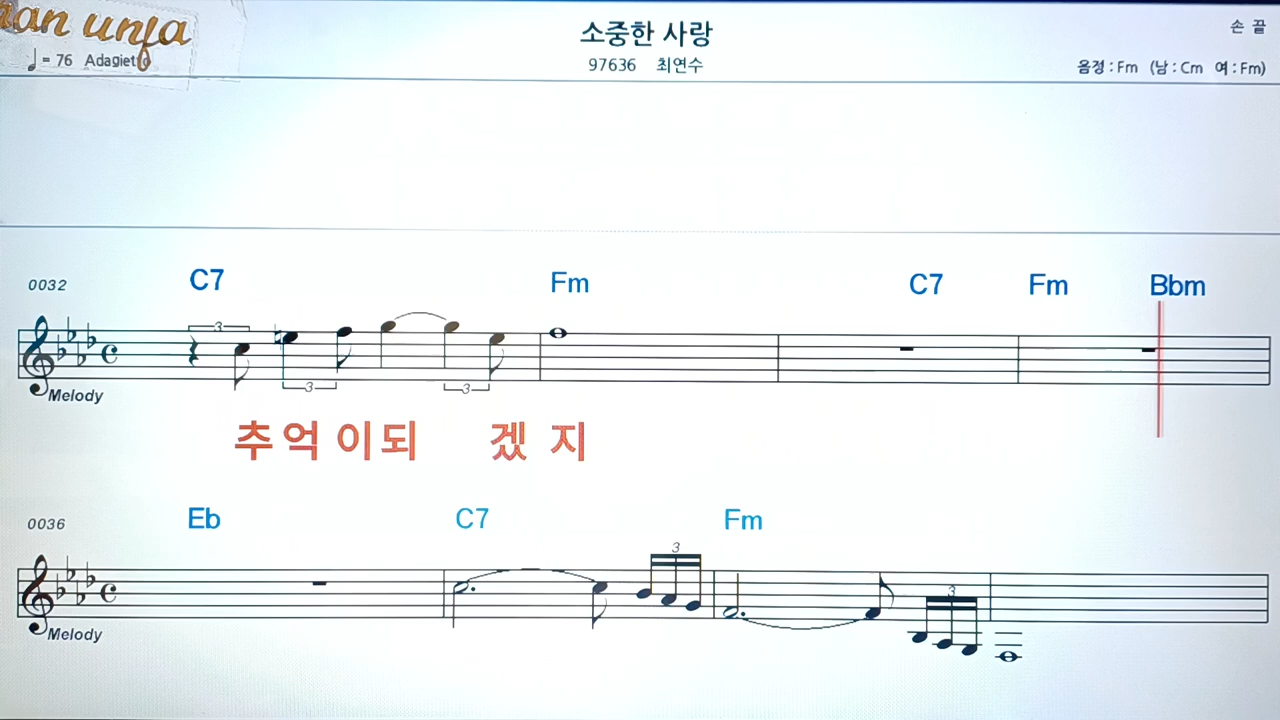 소중한 사랑
손 끝
= 76 Adagiet
97636 최연수
음정 : Fm (남 : Cm 여 : Fm)
0032 C7 Fm C7 Fm Bbm
3
3 3
Melody
추억이되 겠 지
0036 Eb C7 Fm
3
3
Melody